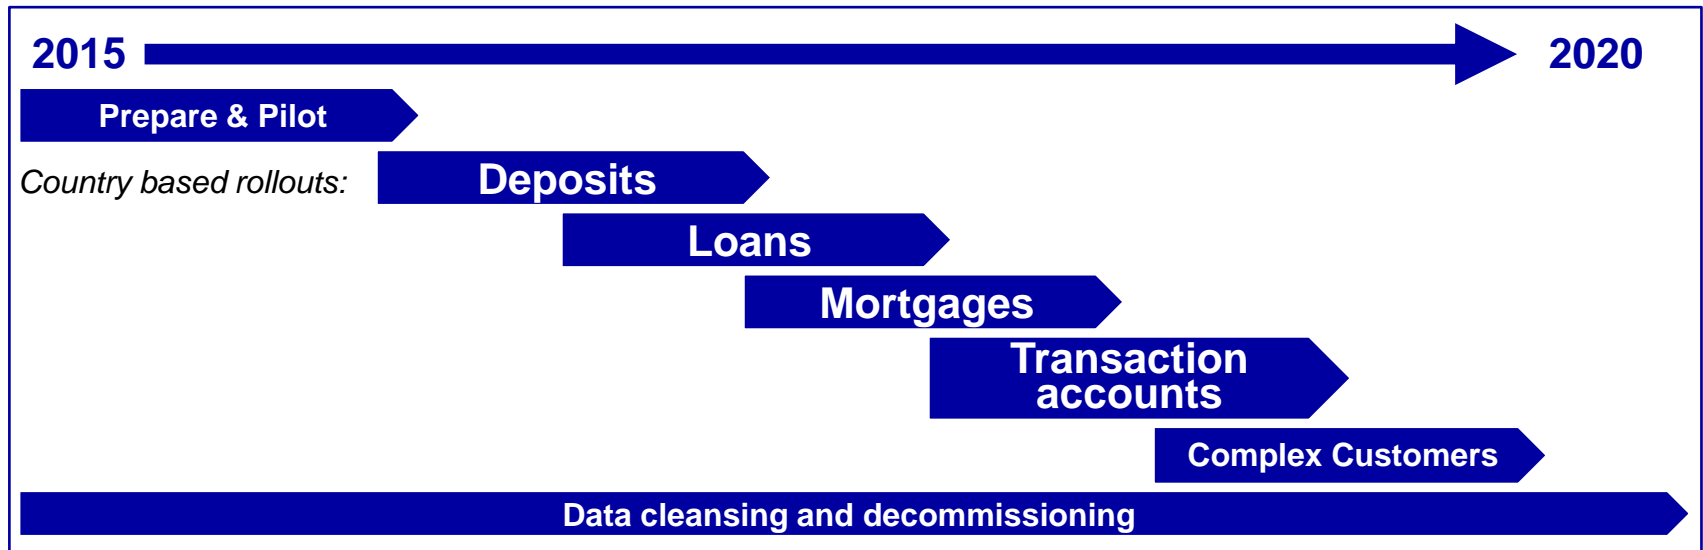 2015
2020
Prepare & Pilot
Country based rollouts:
Deposits
Loans
Mortgages
Transaction
accounts
Complex Customers
Data cleansing and decommissioning